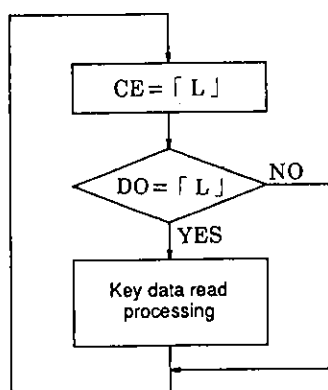 CE=「L」
DO=「L」
NO
YES
Key data read
processing